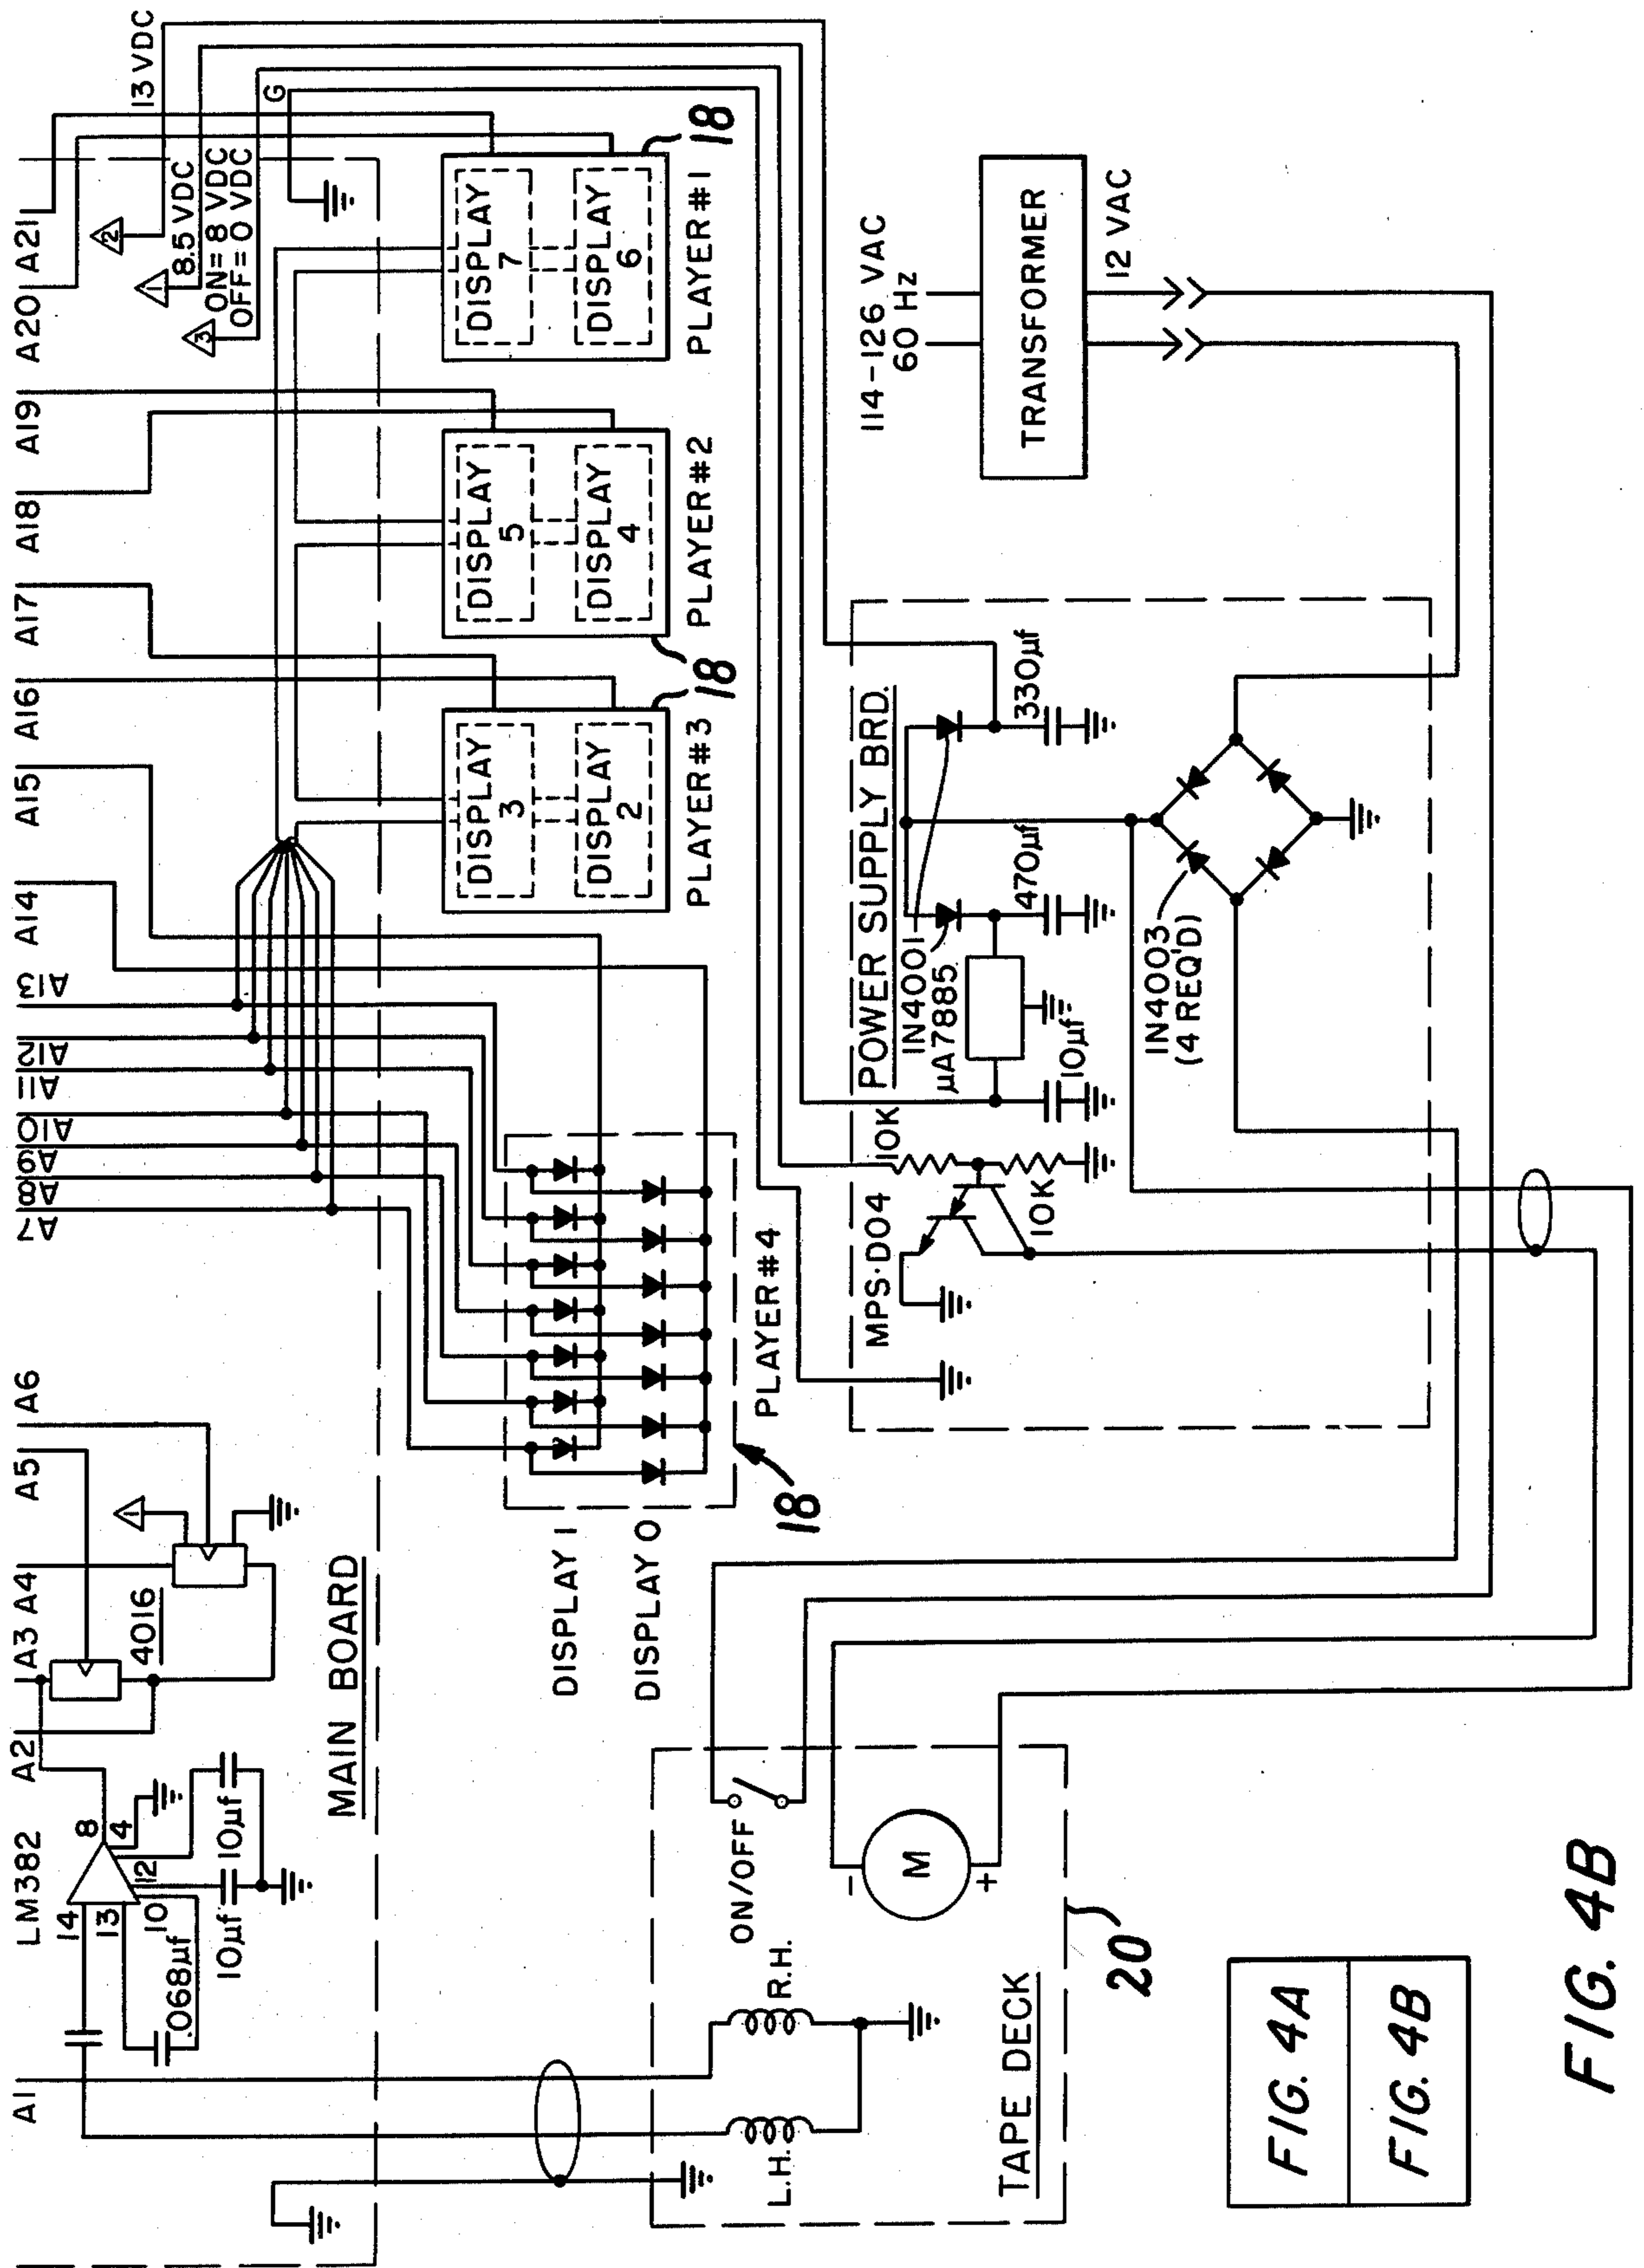 A1
A2
A3
A4
A5
A6
A7
A8
A9
A10
A11
A12
A13
A14
A15
A16
A17
A18
A19
A20
A21
LM382
14
13
10
12
8
4
.068µf
10µf
10µf
4016
1
MAIN BOARD
2
13 VDC
1
8.5 VDC
3
ON=8 VDC
OFF=0 VDC
G
DISPLAY 1
DISPLAY 0
18
PLAYER #4
DISPLAY
3
DISPLAY
2
PLAYER #3
18
DISPLAY
5
DISPLAY
4
PLAYER #2
18
DISPLAY
7
DISPLAY
6
PLAYER #1
18
L.H.
R.H.
ON/OFF
M
-
+
TAPE DECK
20
POWER SUPPLY BRD.
MPS·D04
10K
10K
IN4001
µA7885
10µf
470µf
330µf
IN4003
(4 REQ'D)
114-126 VAC
60 Hz
TRANSFORMER
12 VAC
FIG. 4A
FIG. 4B
FIG. 4B